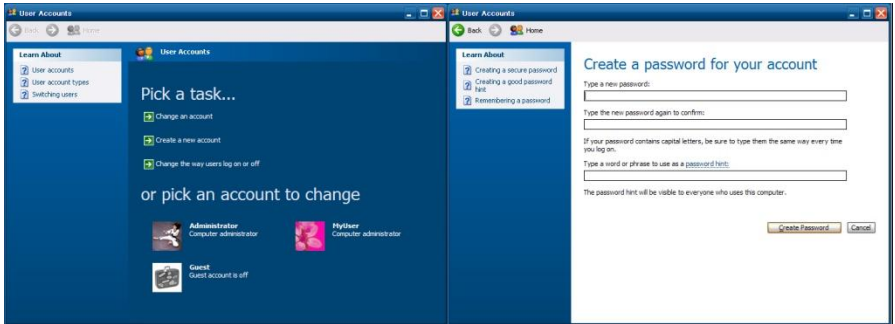 User Accounts
Back
Home
Learn About
User accounts
User account types
Switching users
User Accounts
Pick a task...
Change an account
Create a new account
Change the way users log on or off
or pick an account to change
Administrator
Computer administrator
MyUser
Computer administrator
Guest
Guest account is off
User Accounts
Back
Home
Learn About
Creating a secure password
Creating a good password
hint
Remembering a password
Create a password for your account
Type a new password:
Type the new password again to confirm:
If your password contains capital letters, be sure to type them the same way every time
you log on.
Type a word or phrase to use as a password hint:
The password hint will be visible to everyone who uses this computer.
Create Password
Cancel